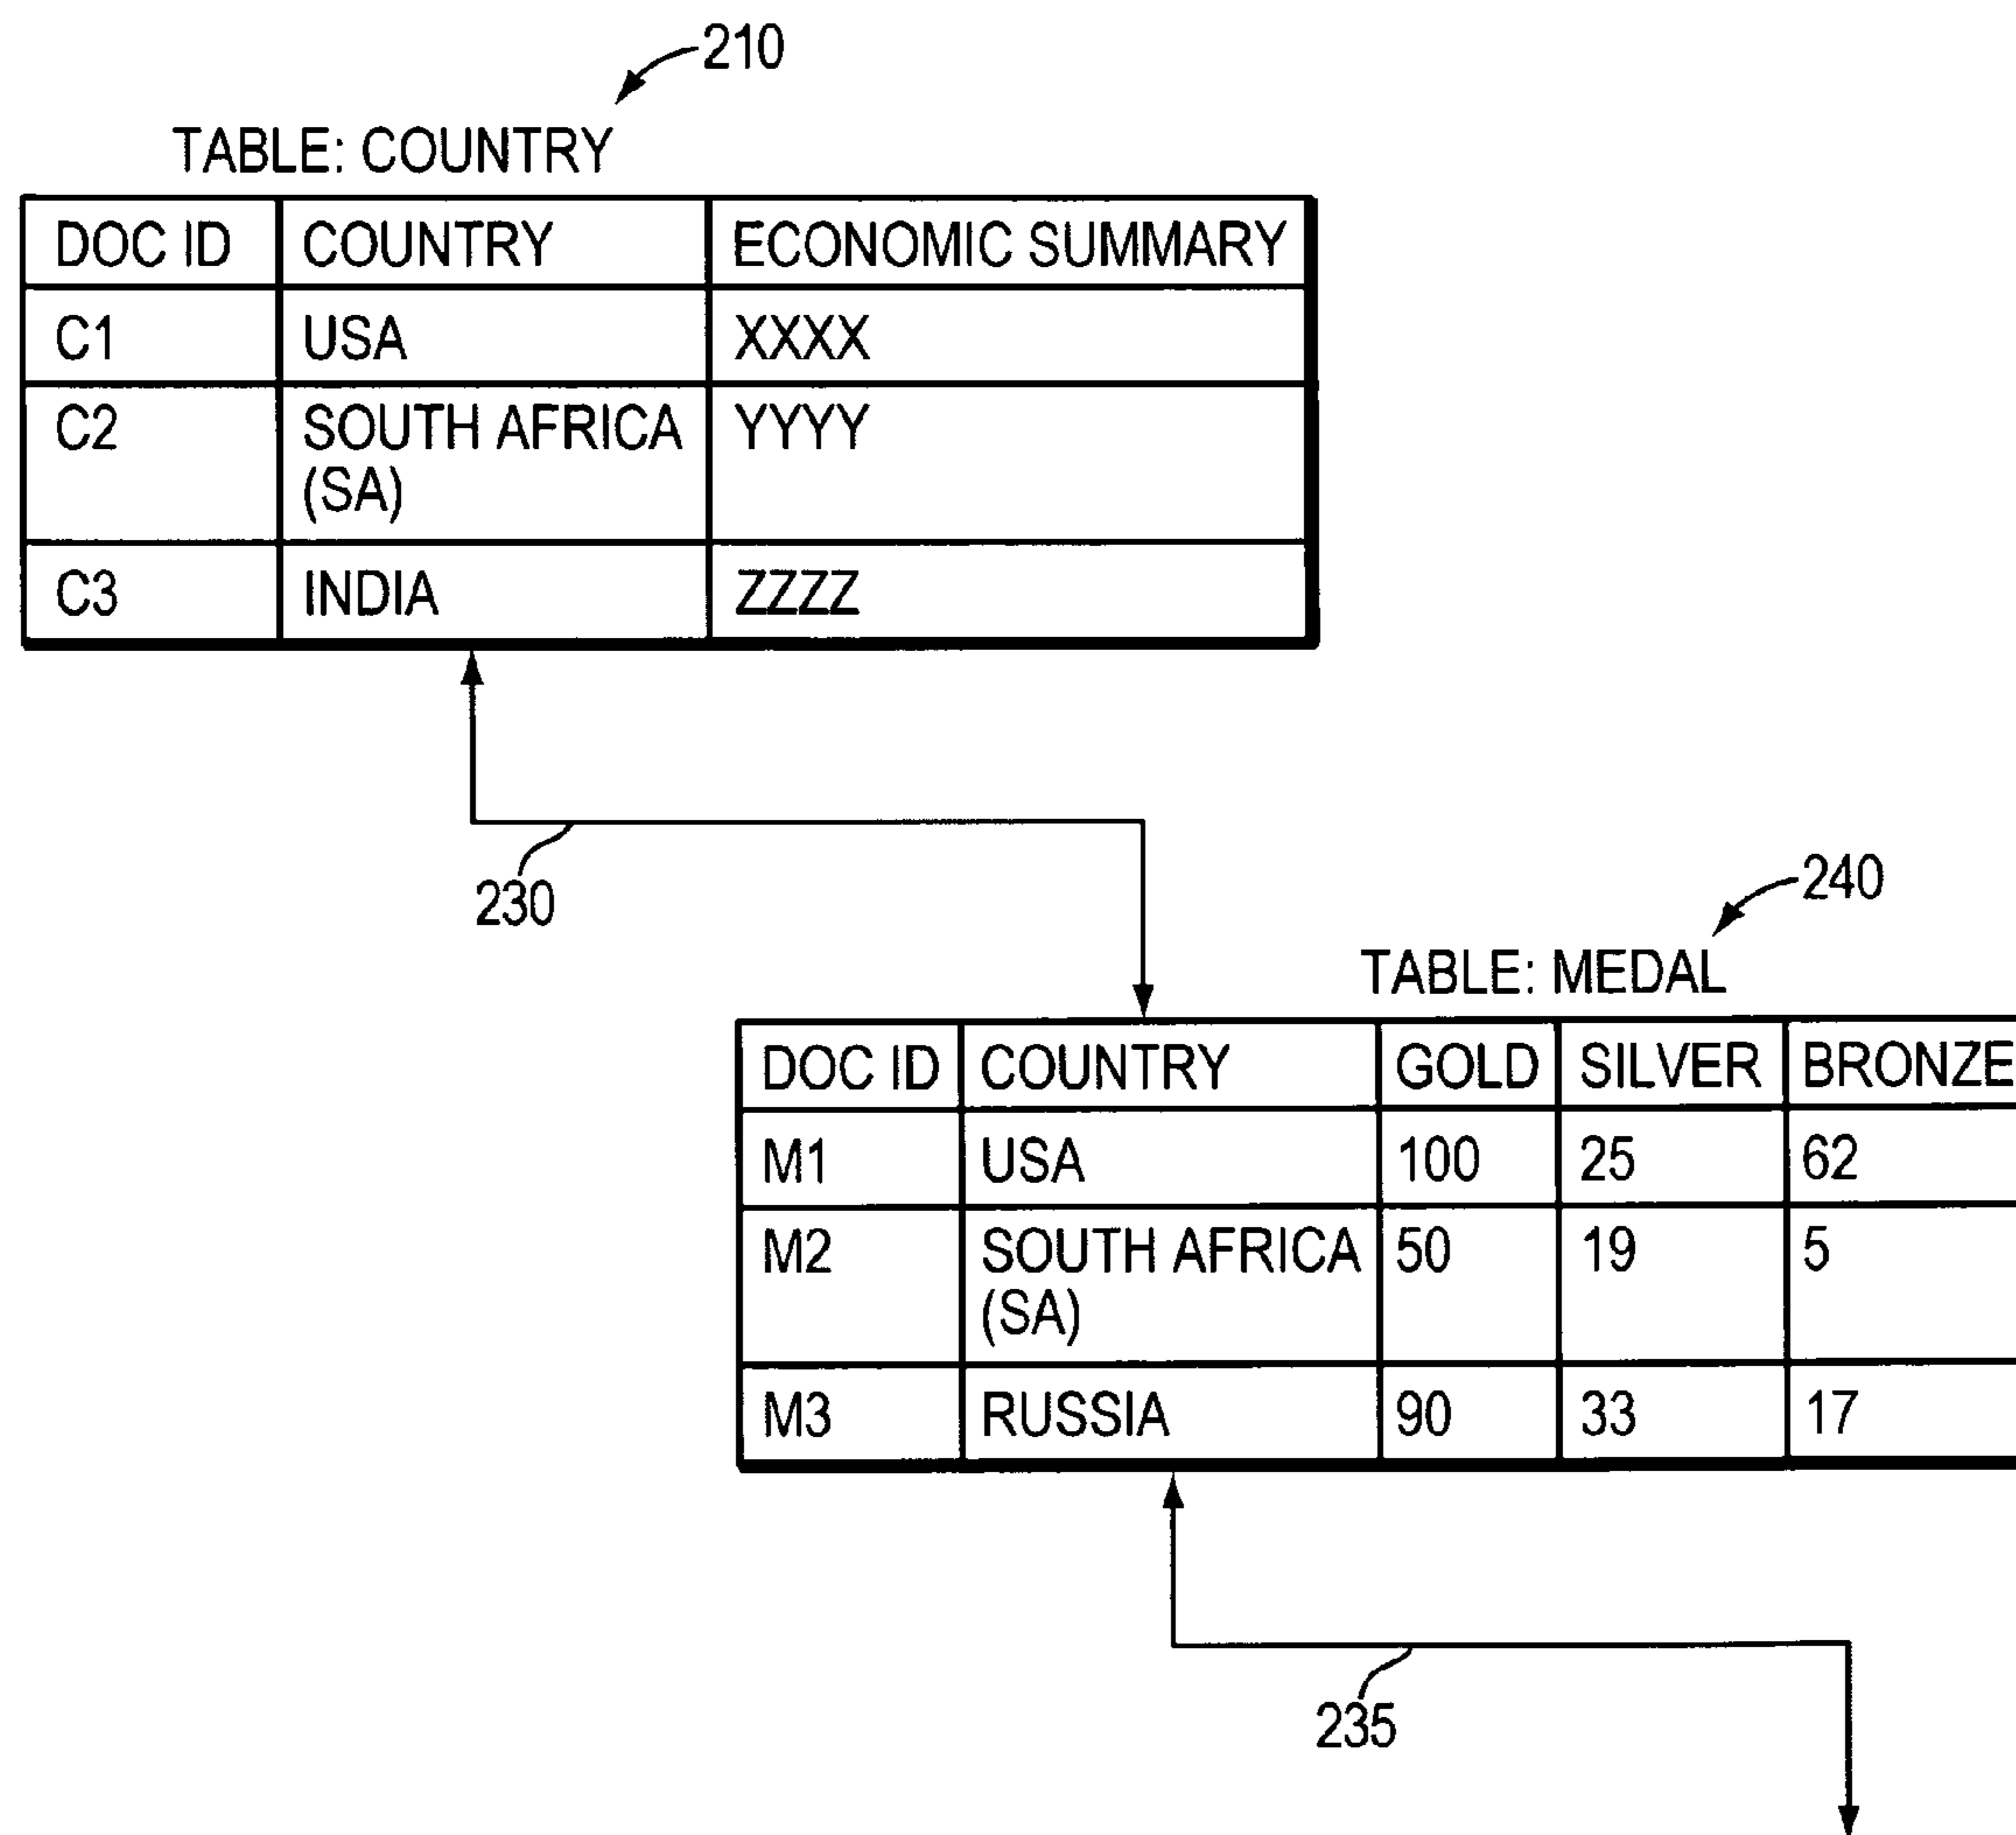 210
TABLE: COUNTRY
DOC ID COUNTRY ECONOMIC SUMMARY
C1 USA XXXX
C2 SOUTH AFRICA YYYY
(SA)
C3 INDIA ZZZZ
230
240
TABLE: MEDAL
DOC ID COUNTRY GOLD SILVER BRONZE
M1 USA 100 25 62
M2 SOUTH AFRICA 50 19 5
(SA)
M3 RUSSIA 90 33 17
235